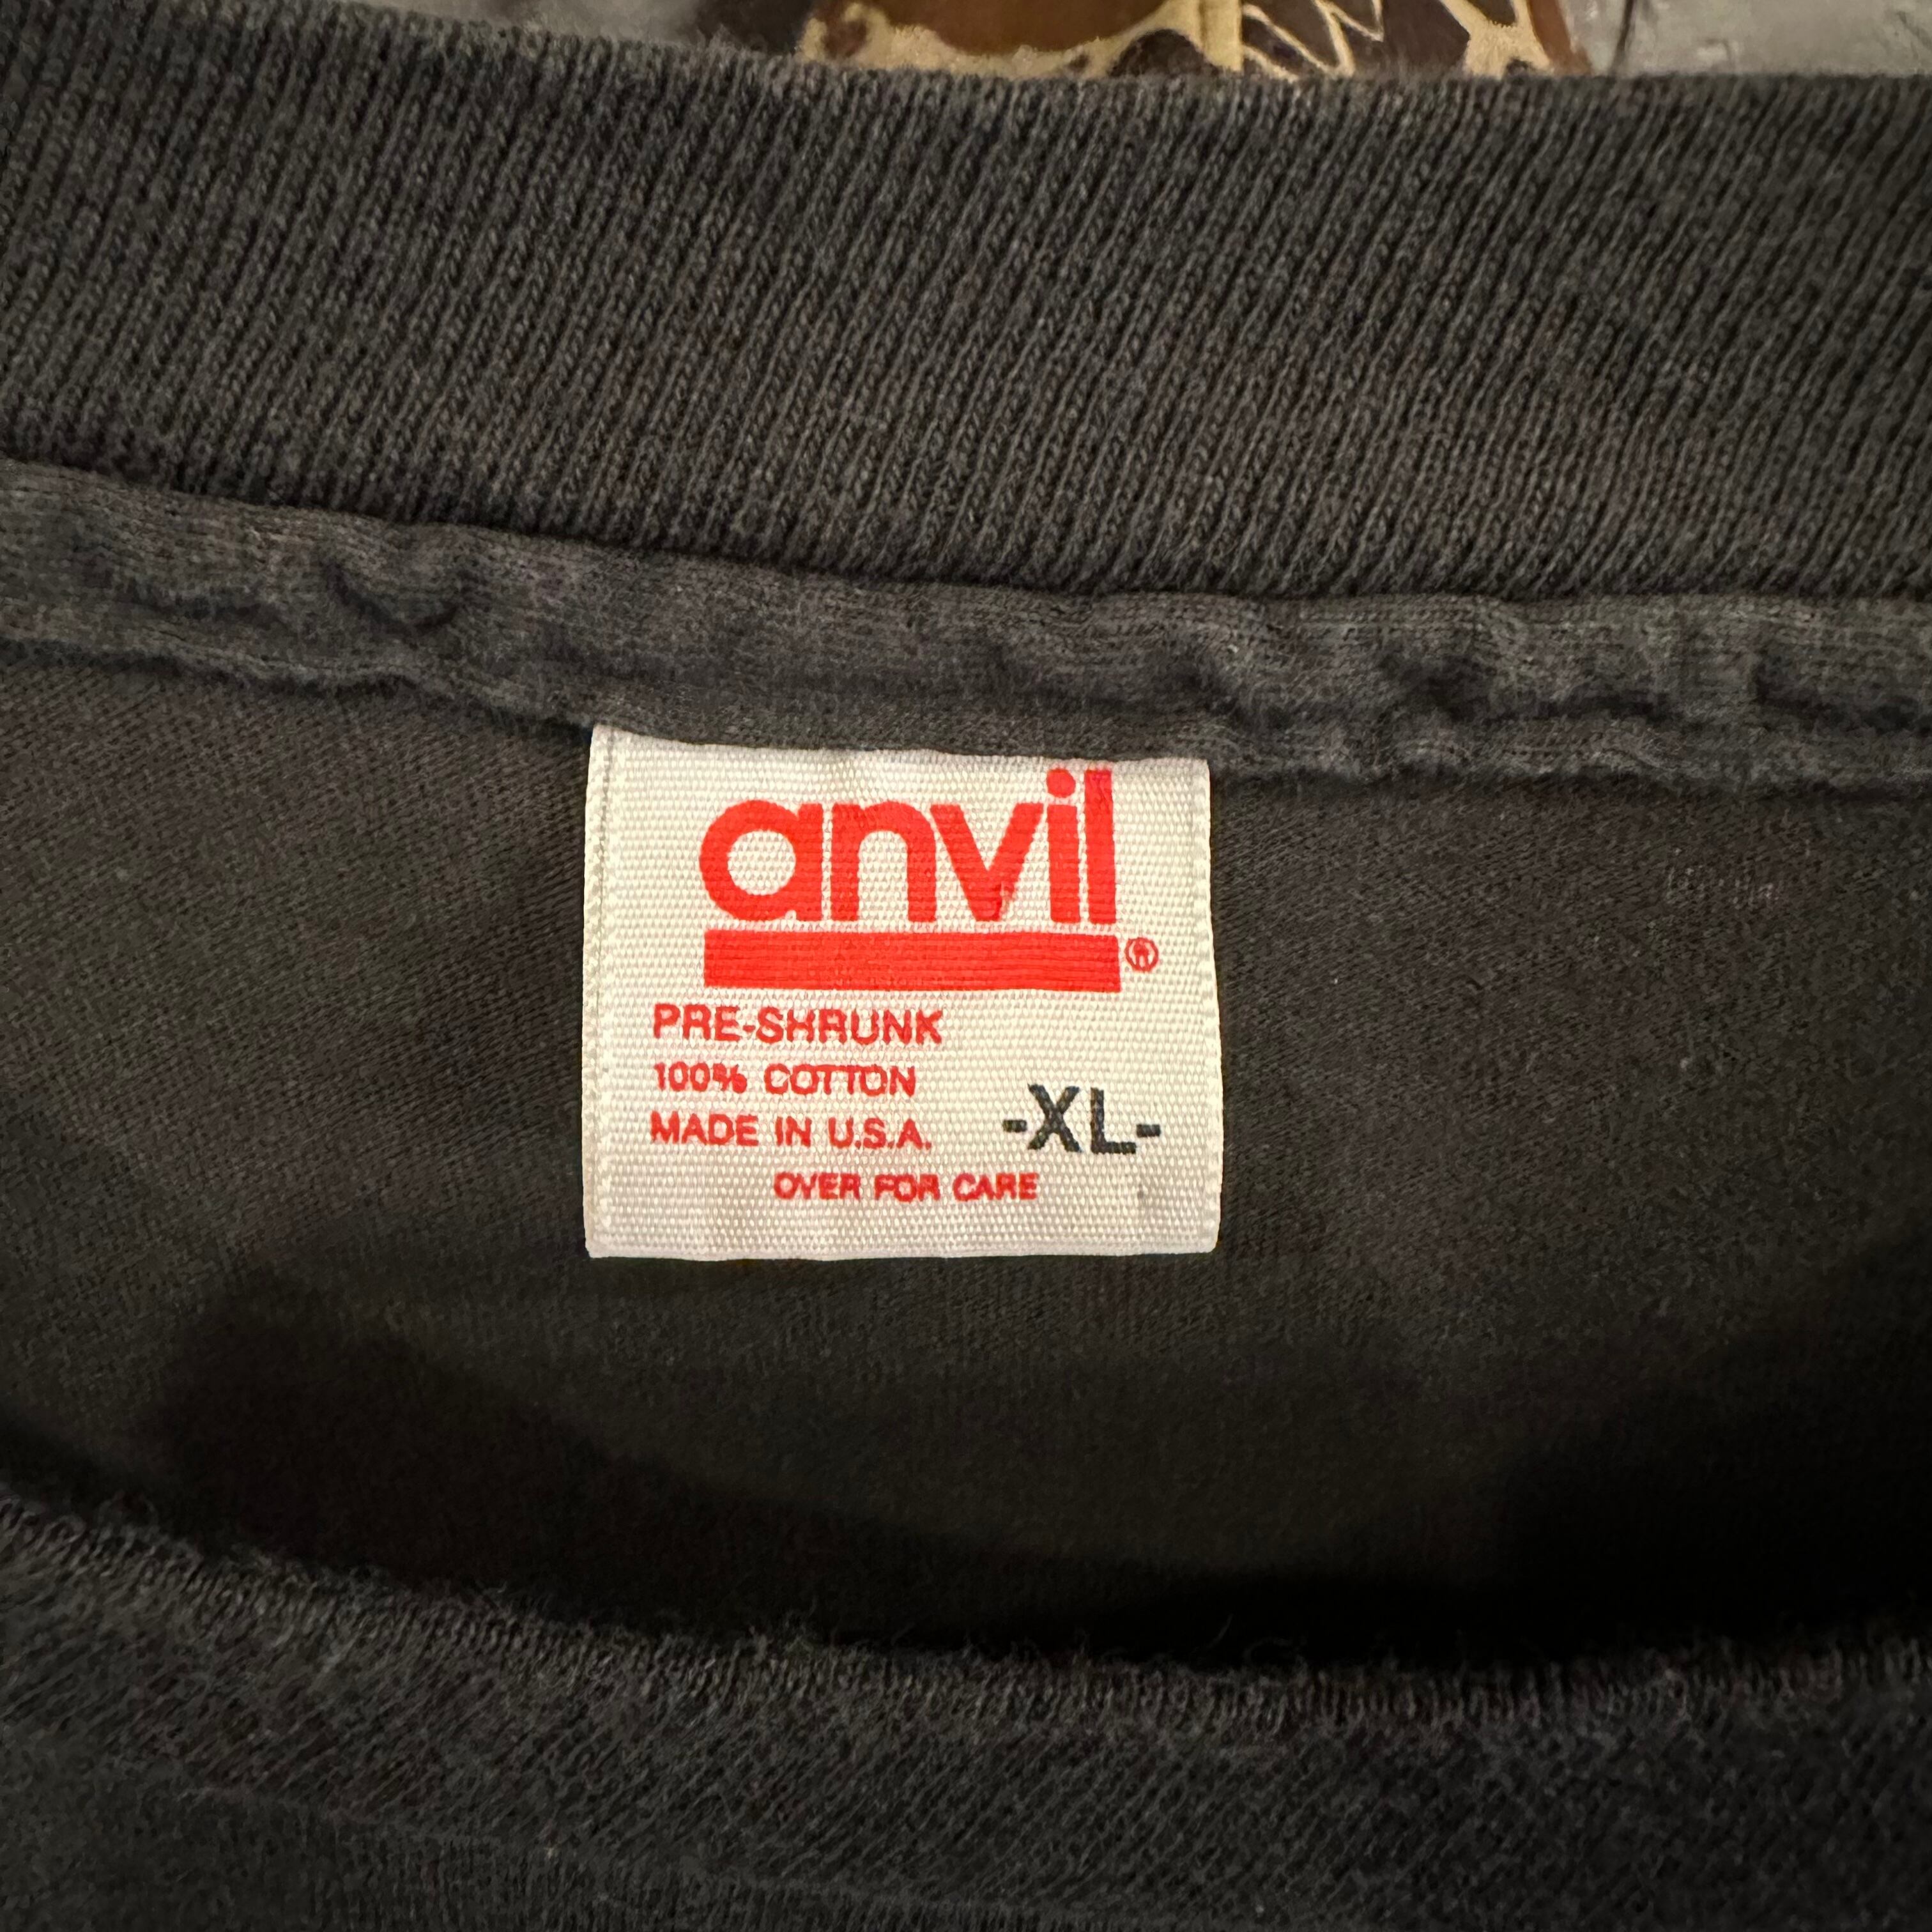 anvil®
PRE-SHRUNK
100% COTTON
MADE IN U.S.A. -XL-
OVER FOR CARE